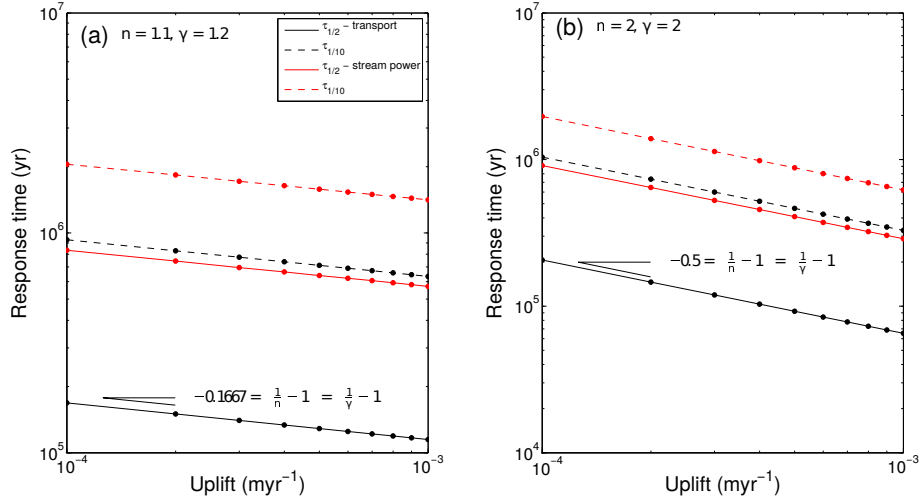 (a) n = 1.1, γ = 1.2
τ1/2 − transport
τ1/10
τ1/2 − stream power
τ1/10
10^7
10^6
10^5
Response time (yr)
−0.1667 = 1/n − 1 = 1/γ − 1
10^−4
10^−3
Uplift (myr^−1)
(b) n = 2, γ = 2
10^7
10^6
10^5
10^4
Response time (yr)
−0.5 = 1/n − 1 = 1/γ − 1
10^−4
10^−3
Uplift (myr^−1)